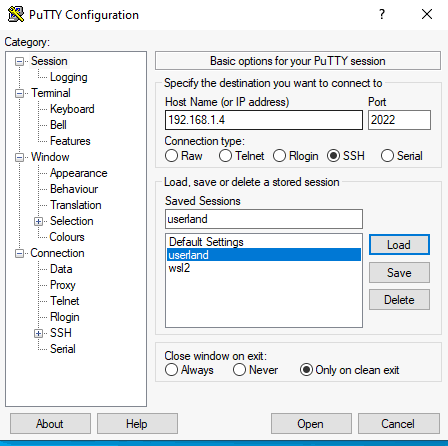 PuTTY Configuration
? ×
Category:
Session
Logging
Terminal
Keyboard
Bell
Features
Window
Appearance
Behaviour
Translation
Selection
Colours
Connection
Data
Proxy
Telnet
Rlogin
SSH
Serial
Basic options for your PuTTY session
Specify the destination you want to connect to
Host Name (or IP address) Port
192.168.1.4 2022
Connection type:
Raw Telnet Rlogin SSH Serial
Load, save or delete a stored session
Saved Sessions
userland
Default Settings
userland
wsl2
Load
Save
Delete
Close window on exit:
Always Never Only on clean exit
About Help Open Cancel